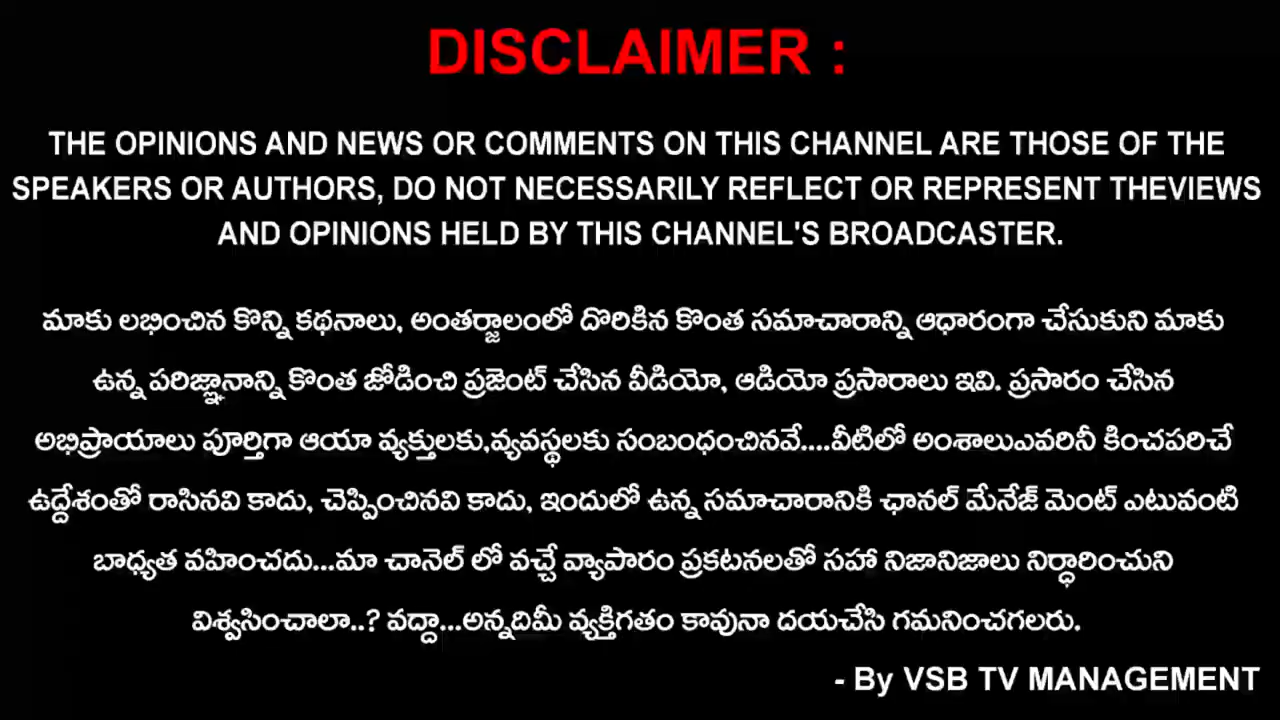 DISCLAIMER :
THE OPINIONS AND NEWS OR COMMENTS ON THIS CHANNEL ARE THOSE OF THE
SPEAKERS OR AUTHORS, DO NOT NECESSARILY REFLECT OR REPRESENT THEVIEWS
AND OPINIONS HELD BY THIS CHANNEL'S BROADCASTER.
మాకు లభించిన కొన్ని కథనాలు, అంతర్జాలంలో దొరికిన కొంత సమాచారాన్ని ఆధారంగా చేసుకుని మాకు
ఉన్న పరిజ్ఞానాన్ని కొంత జోడించి ప్రజెంట్ చేసిన వీడియో, ఆడియో ప్రసారాలు ఇవి. ప్రసారం చేసిన
అభిప్రాయాలు పూర్తిగా ఆయా వ్యక్తులకు,వ్యవస్థలకు సంబంధంచినవే....వీటిలో అంశాలుఎవరినీ కించపరిచే
ఉద్దేశంతో రాసినవి కాదు, చెప్పించినవి కాదు, ఇందులో ఉన్న సమాచారానికి ఛానల్ మేనేజ్ మెంట్ ఎటువంటి
బాధ్యత వహించదు...మా చానెల్ లో వచ్చే వ్యాపారం ప్రకటనలతో సహా నిజానిజాలు నిర్ధారించుని
విశ్వసించాలా..? వద్దా...అన్నదిమీ వ్యక్తిగతం కావునా దయచేసి గమనించగలరు.
- By VSB TV MANAGEMENT